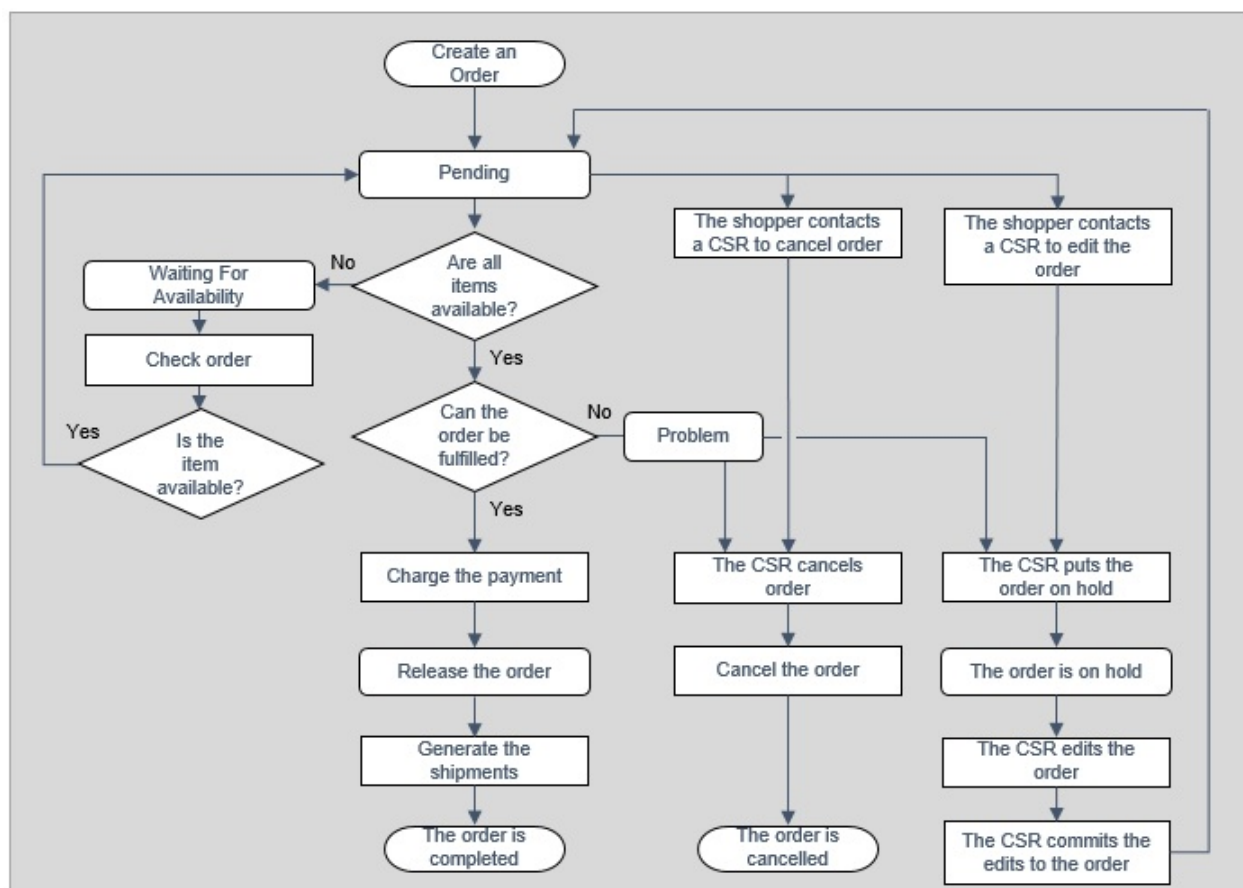 Create an
Order
Pending
The shopper contacts
a CSR to cancel order
The shopper contacts
a CSR to edit the
order
No
Are all
items
available?
Waiting For
Availability
Yes
Check order
Can the
order be
fulfilled?
No
Problem
Yes
Is the
item
available?
Yes
Charge the payment
The CSR cancels
order
The CSR puts the
order on hold
Release the order
Cancel the order
The order is on hold
Generate the
shipments
The CSR edits the
order
The order is
completed
The order is
cancelled
The CSR commits the
edits to the order